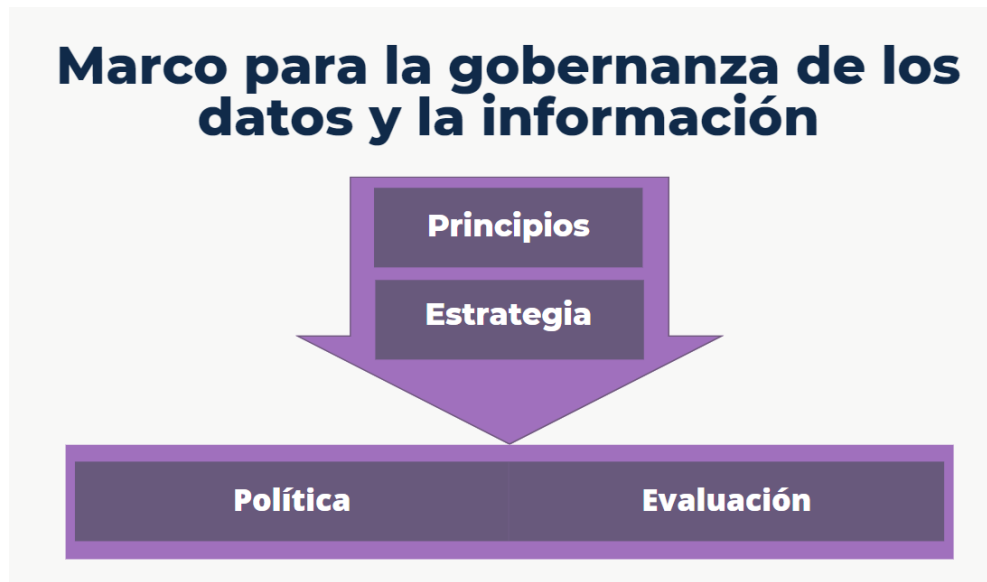 Marco para la gobernanza de los
datos y la información
Principios
Estrategia
Política
Evaluación